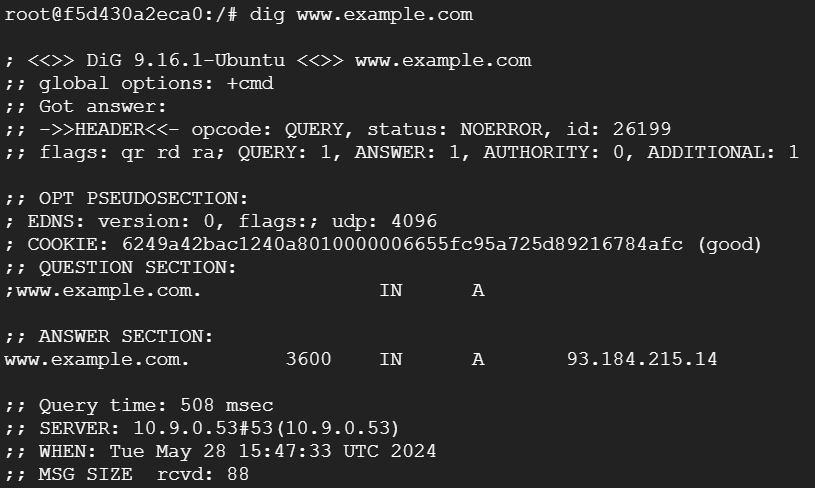 root@f5d430a2eca0:/# dig www.example.com
; <<>> DiG 9.16.1-Ubuntu <<>> www.example.com
;; global options: +cmd
;; Got answer:
;; ->>HEADER<<- opcode: QUERY, status: NOERROR, id: 26199
;; flags: qr rd ra; QUERY: 1, ANSWER: 1, AUTHORITY: 0, ADDITIONAL: 1
;; OPT PSEUDOSECTION:
; EDNS: version: 0, flags:; udp: 4096
; COOKIE: 6249a42bac1240a8010000006655fc95a725d89216784afc (good)
;; QUESTION SECTION:
;www.example.com. IN A
;; ANSWER SECTION:
www.example.com. 3600 IN A 93.184.215.14
;; Query time: 508 msec
;; SERVER: 10.9.0.53#53(10.9.0.53)
;; WHEN: Tue May 28 15:47:33 UTC 2024
;; MSG SIZE rcvd: 88